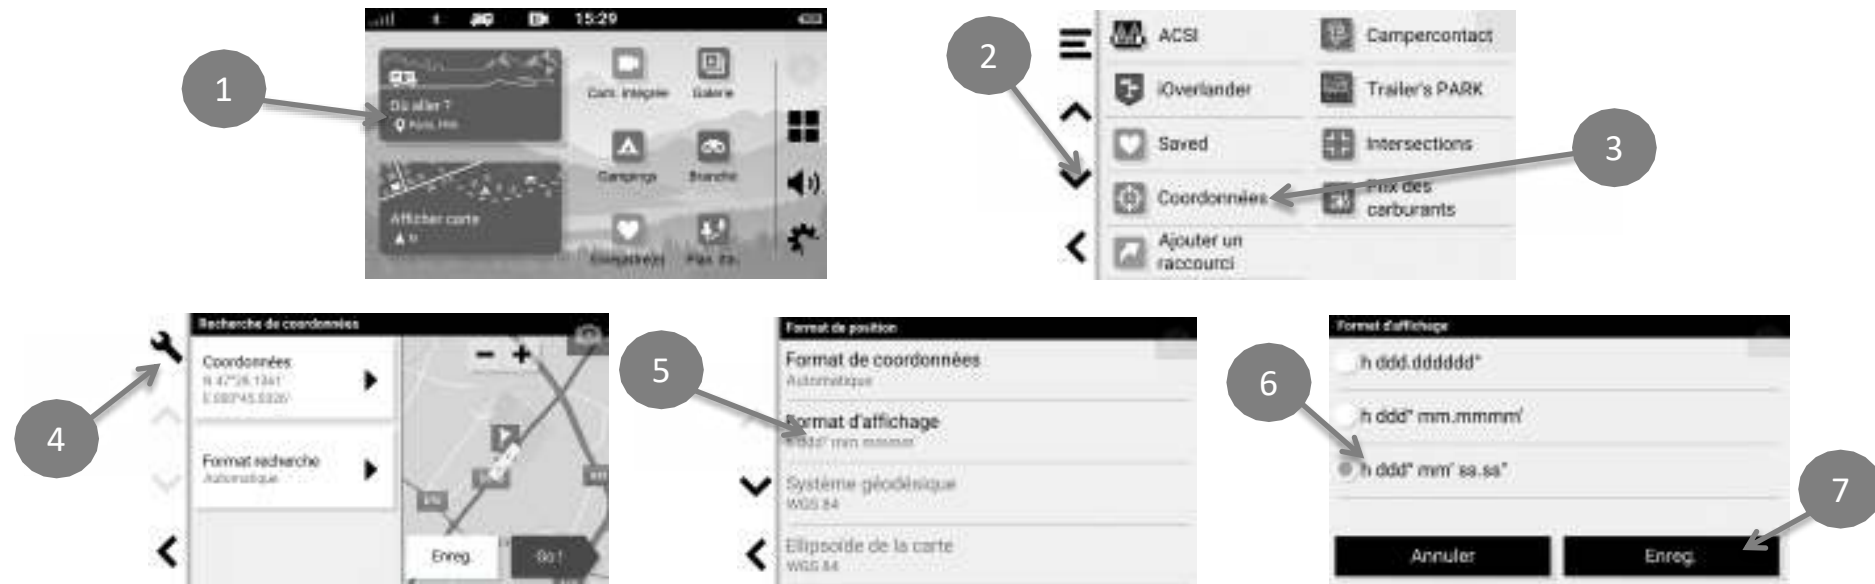 15:29
1
Où aller ?
Cam. intégrée
Galerie
Campings
Branché
Afficher carte
2
ACSI
Campercontact
iOverlander
Trailer's PARK
Saved
Intersections
3
Coordonnées
Prix des
carburants
Ajouter un
raccourci
4
Recherche de coordonnées
Coordonnées
Format recherche
Automatique
Enreg.
Go !
5
Format de position
Format de coordonnées
Automatique
Format d'affichage
Système géodésique
WGS 84
Ellipsoïde de la carte
WGS 84
6
Format d'affichage
h ddd.dddddd°
h ddd° mm.mmmm'
h ddd° mm' ss.ss"
7
Annuler
Enreg.